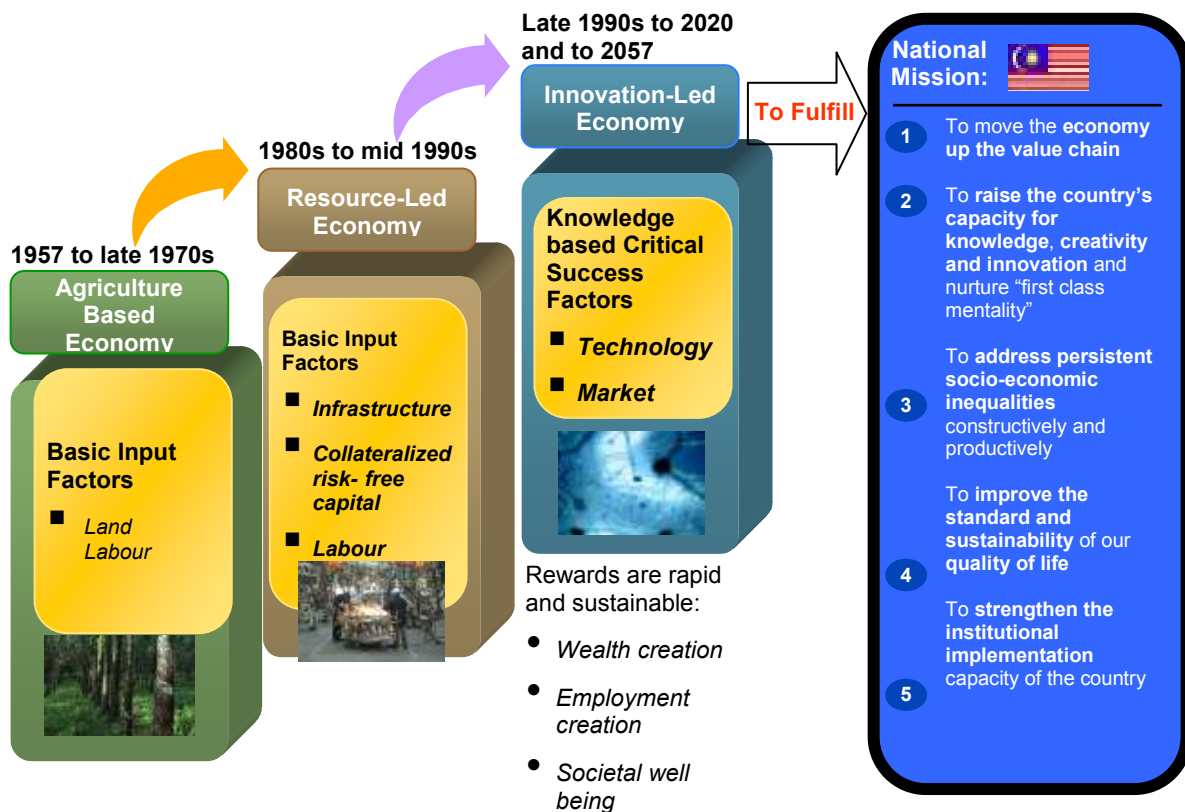 1957 to late 1970s
Agriculture
Based
Economy
Basic Input
Factors
■ Land
Labour
1980s to mid 1990s
Resource-Led
Economy
Basic Input
Factors
■ Infrastructure
■ Collateralized
risk- free
capital
■ Labour
Late 1990s to 2020
and to 2057
Innovation-Led
Economy
Knowledge
based Critical
Success
Factors
■ Technology
■ Market
Rewards are rapid
and sustainable:
• Wealth creation
• Employment
creation
• Societal well
being
To Fulfill
National
Mission:
1 To move the economy
up the value chain
2 To raise the country’s
capacity for
knowledge, creativity
and innovation and
nurture “first class
mentality”
To address persistent
socio-economic
inequalities
3 constructively and
productively
To improve the
standard and
sustainability of our
4 quality of life
To strengthen the
institutional
implementation
5 capacity of the country